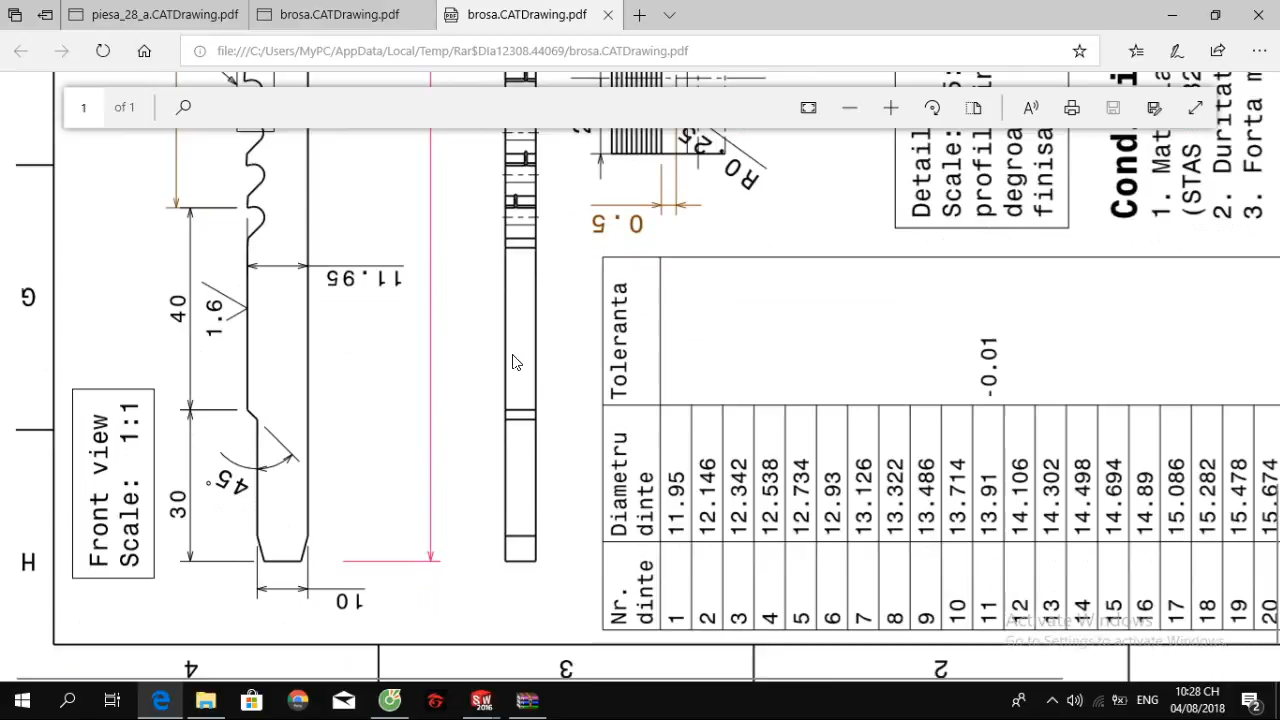 piesa_28_a.CATDrawing.pdf
brosa.CATDrawing.pdf
brosa.CATDrawing.pdf
file:///C:/Users/MyPC/AppData/Local/Temp/Rar$DIa12308.44069/brosa.CATDrawing.pdf
1 of 1
G
H
40
1.6
11.95
30
45°
10
Front view
Scale: 1:1
0.5
R0
Detail
Scale:
profil
degroa
finisa
Cond
1. Mat
(STAS
2. Duritat
3. Forta m
Toleranta
-0.01
Diametru dinte
11.95
12.146
12.342
12.538
12.734
12.93
13.126
13.322
13.486
13.714
13.91
14.106
14.302
14.498
14.694
14.89
15.086
15.282
15.478
15.674
Nr. dinte
1
2
3
4
5
6
7
8
9
10
11
12
13
14
15
16
17
18
19
20
4
3
2
Activate Windows
Go to Settings to activate Windows.
SW
2016
ENG
10:28 CH
04/08/2018
2